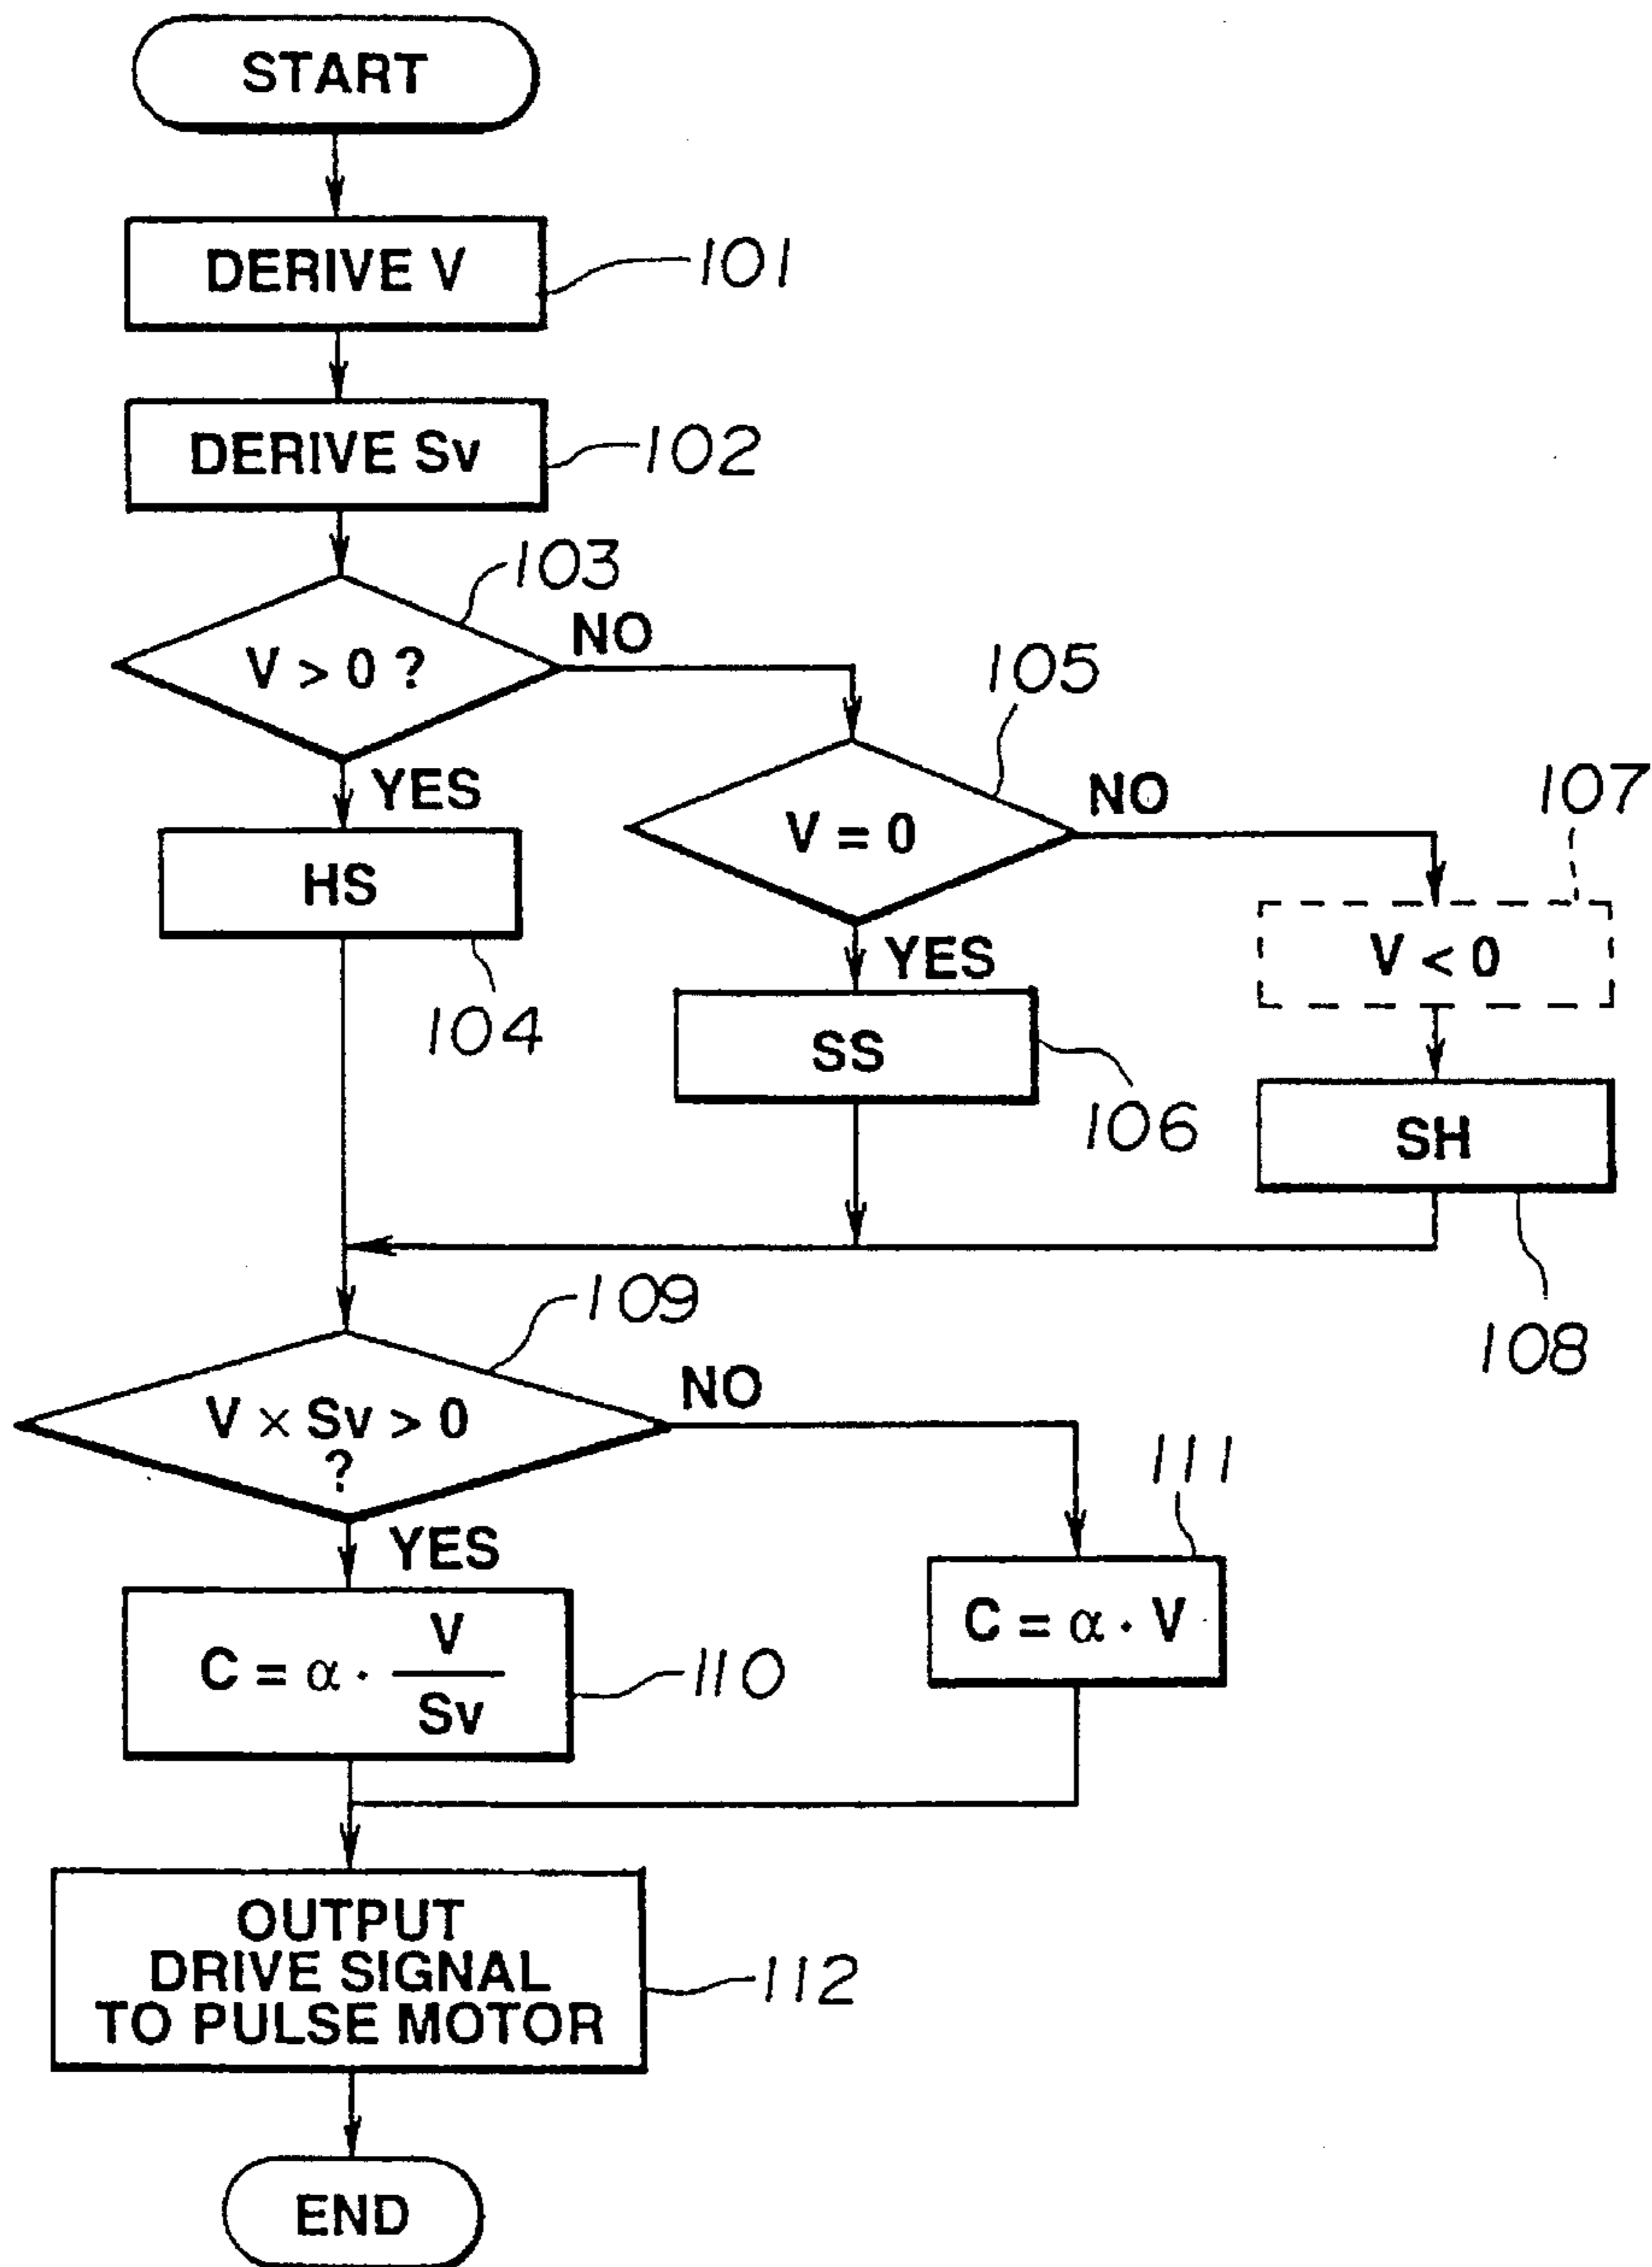 START
DERIVE V
101
DERIVE Sv
102
103
V > 0 ?
NO
YES
HS
104
105
V = 0
NO
YES
SS
106
107
V < 0
SH
108
109
V × Sv > 0
?
NO
YES
C = α · V
Sv
110
111
C = α · V
OUTPUT
DRIVE SIGNAL
TO PULSE MOTOR
112
END